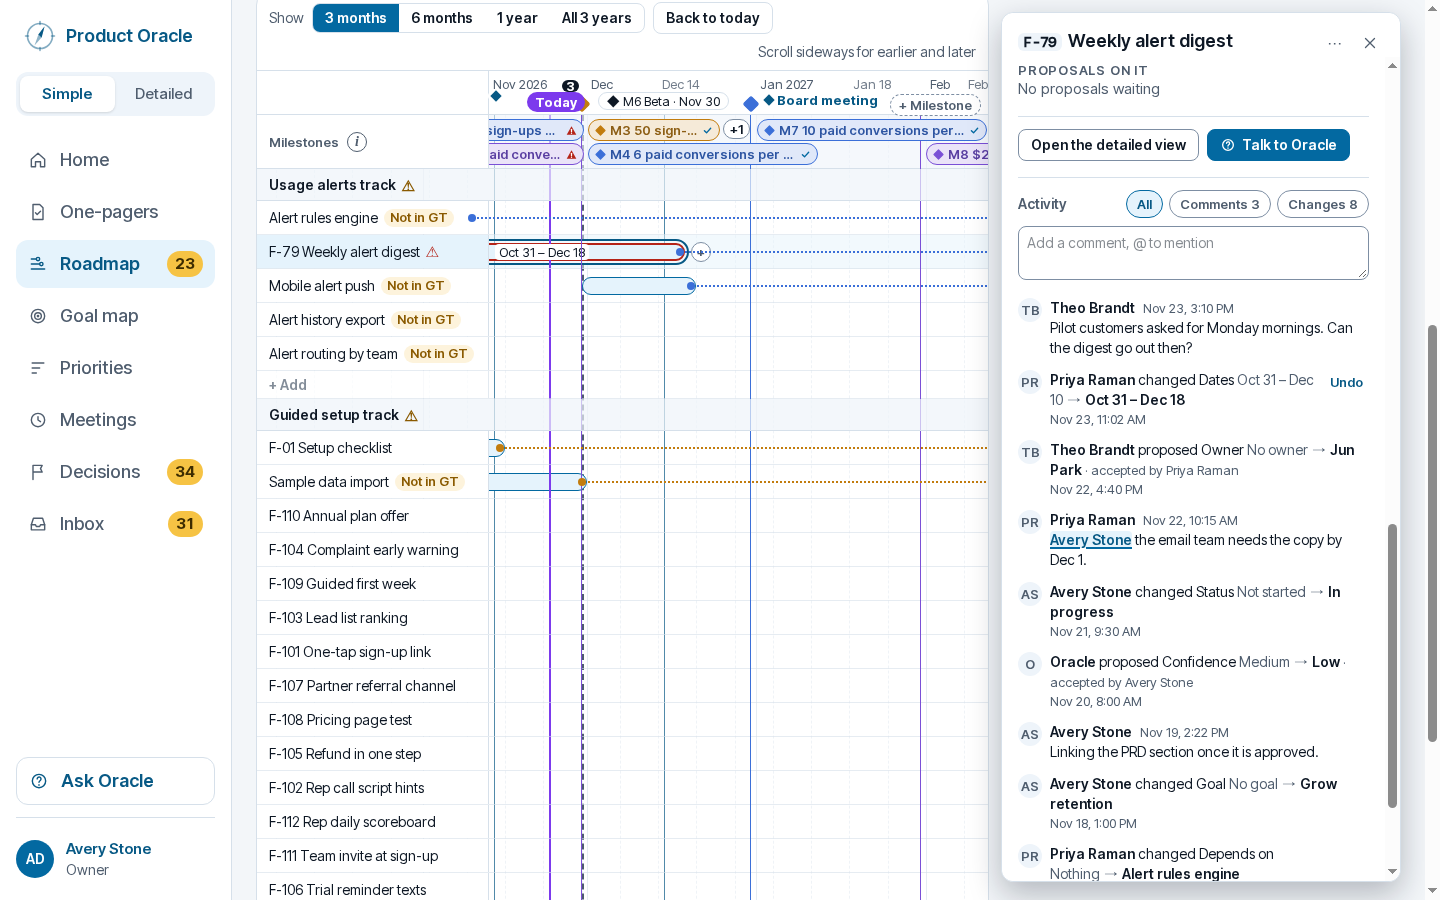 Product Oracle
Simple
Detailed
Home
One-pagers
Roadmap 23
Goal map
Priorities
Meetings
Decisions 34
Inbox 31
Ask Oracle
AD
Avery Stone
Owner
Show
3 months
6 months
1 year
All 3 years
Back to today
Scroll sideways for earlier and later
Nov 2026
3
Dec
Dec 14
Jan 2027
Jan 18
Feb
Feb
Today
M6 Beta · Nov 30
Board meeting
+ Milestone
Milestones i
sign-ups ...
M3 50 sign-...
+1
M7 10 paid conversions per...
paid conve...
M4 6 paid conversions per ...
M8 $2
Usage alerts track
Alert rules engine Not in GT
F-79 Weekly alert digest
Oct 31 – Dec 18
+
Mobile alert push Not in GT
Alert history export Not in GT
Alert routing by team Not in GT
+ Add
Guided setup track
F-01 Setup checklist
Sample data import Not in GT
F-110 Annual plan offer
F-104 Complaint early warning
F-109 Guided first week
F-103 Lead list ranking
F-101 One-tap sign-up link
F-107 Partner referral channel
F-108 Pricing page test
F-105 Refund in one step
F-102 Rep call script hints
F-112 Rep daily scoreboard
F-111 Team invite at sign-up
F-106 Trial reminder texts
F-79 Weekly alert digest
PROPOSALS ON IT
No proposals waiting
Open the detailed view
Talk to Oracle
Activity
All
Comments 3
Changes 8
Add a comment, @ to mention
TB
Theo Brandt Nov 23, 3:10 PM
Pilot customers asked for Monday mornings. Can
the digest go out then?
PR
Priya Raman changed Dates Oct 31 – Dec
10 → Oct 31 – Dec 18
Undo
Nov 23, 11:02 AM
TB
Theo Brandt proposed Owner No owner → Jun
Park · accepted by Priya Raman
Nov 22, 4:40 PM
PR
Priya Raman Nov 22, 10:15 AM
Avery Stone the email team needs the copy by
Dec 1.
AS
Avery Stone changed Status Not started → In
progress
Nov 21, 9:30 AM
O
Oracle proposed Confidence Medium → Low ·
accepted by Avery Stone
Nov 20, 8:00 AM
AS
Avery Stone Nov 19, 2:22 PM
Linking the PRD section once it is approved.
AS
Avery Stone changed Goal No goal → Grow
retention
Nov 18, 1:00 PM
PR
Priya Raman changed Depends on
Nothing → Alert rules engine